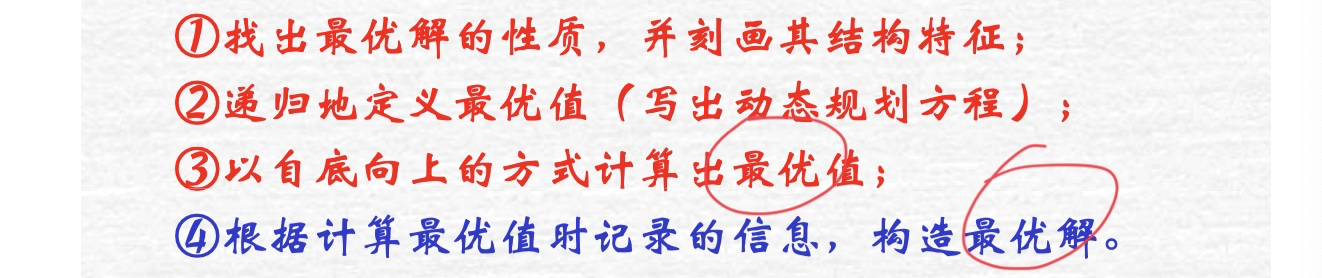 ①找出最优解的性质，并刻画其结构特征；
②递归地定义最优值（写出动态规划方程）；
③以自底向上的方式计算出最优值；
④根据计算最优值时记录的信息，构造最优解。